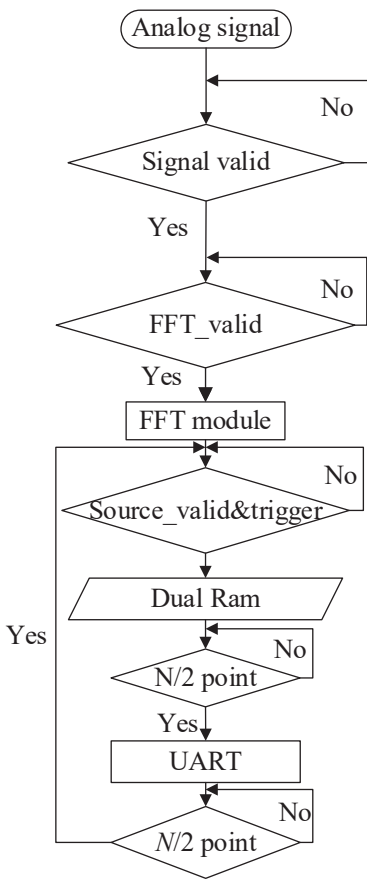 Analog signal
No
Signal valid
Yes
No
FFT_valid
Yes
FFT module
No
Source_valid&trigger
Dual Ram
Yes
No
N/2 point
Yes
UART
No
N/2 point